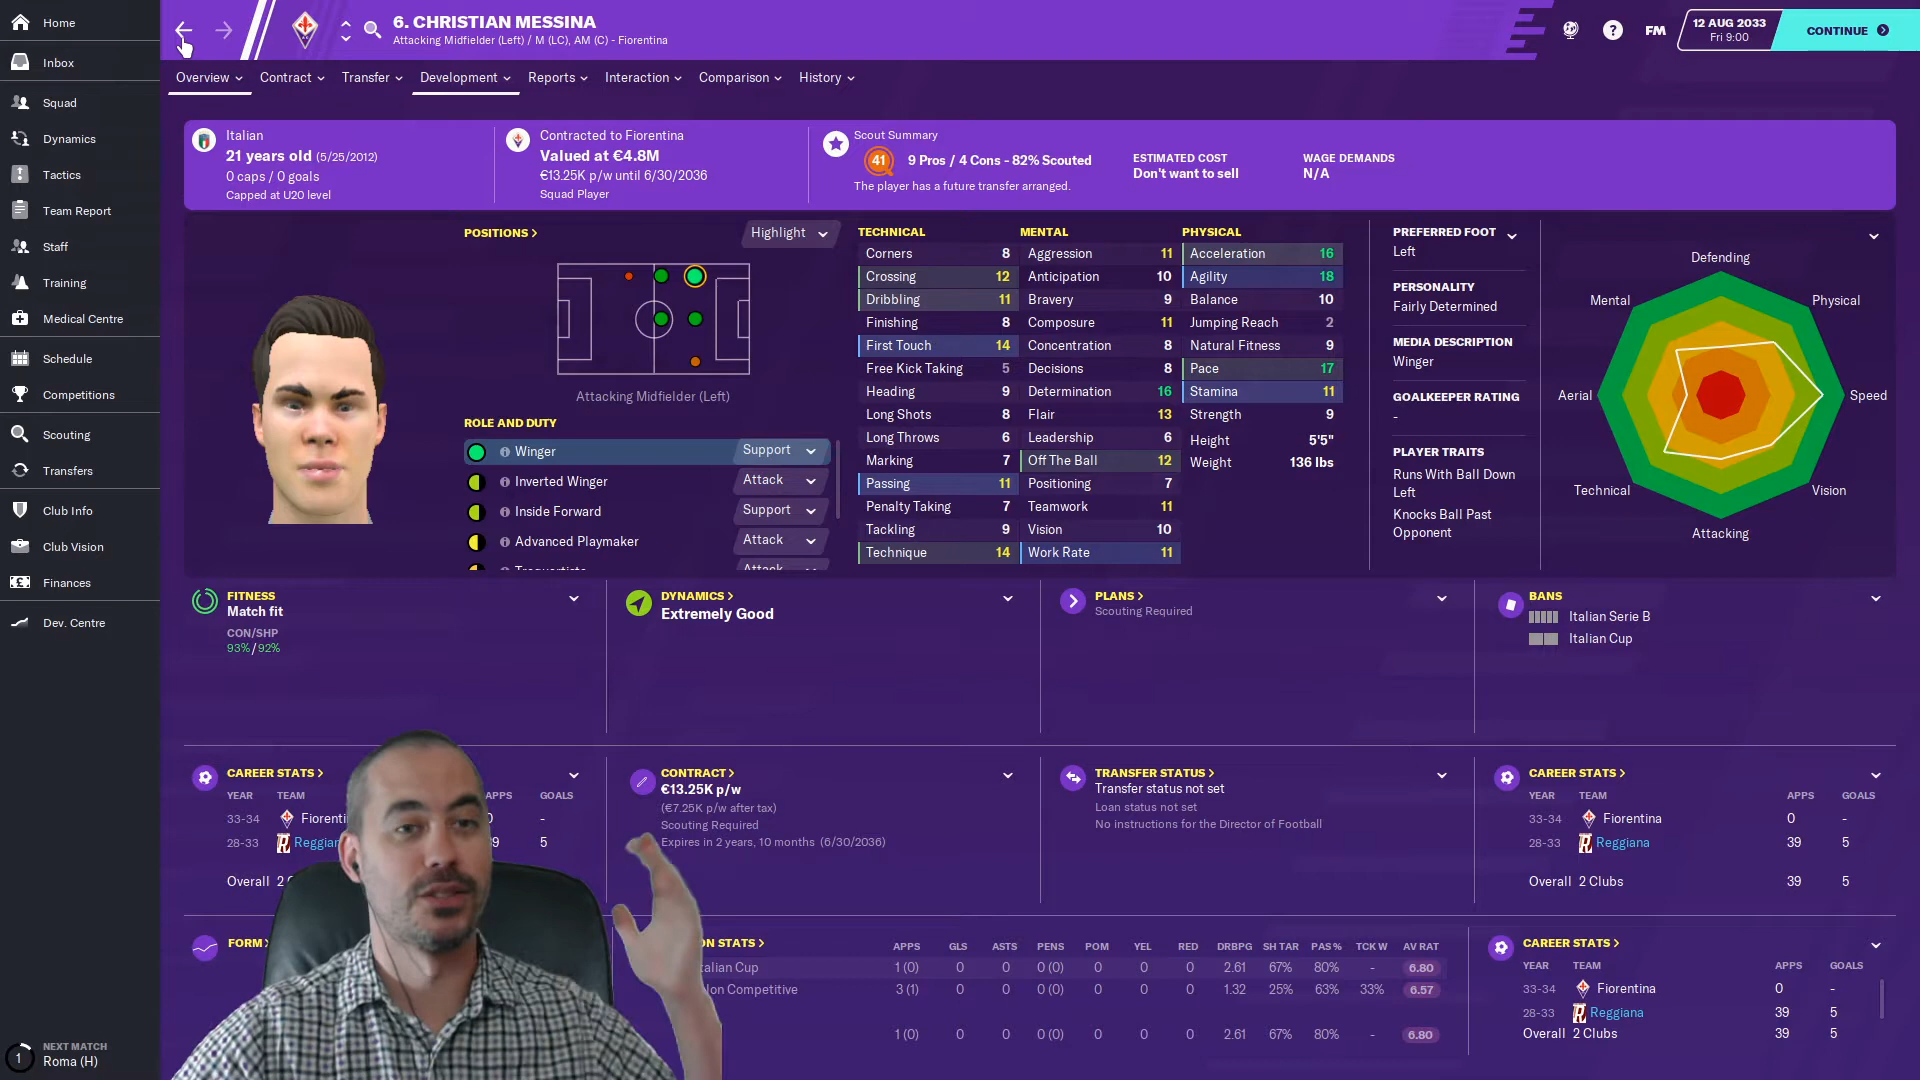 Home
Inbox
Squad
Dynamics
Tactics
Team Report
Staff
Training
Medical Centre
Schedule
Competitions
Scouting
Transfers
Club Info
Club Vision
Finances
Dev. Centre
1 NEXT MATCH
Roma (H)
6. CHRISTIAN MESSINA
Attacking Midfielder (Left) / M (LC), AM (C) - Fiorentina
? FM 12 AUG 2033
Fri 9:00
CONTINUE
Overview Contract Transfer Development Reports Interaction Comparison History
Italian
21 years old (5/25/2012)
0 caps / 0 goals
Capped at U20 level
Contracted to Fiorentina
Valued at €4.8M
€13.25K p/w until 6/30/2036
Squad Player
Scout Summary
41 9 Pros / 4 Cons - 82% Scouted
The player has a future transfer arranged.
ESTIMATED COST
Don't want to sell
WAGE DEMANDS
N/A
POSITIONS > Highlight
Attacking Midfielder (Left)
ROLE AND DUTY
Winger Support
Inverted Winger Attack
Inside Forward Support
Advanced Playmaker Attack
TECHNICAL
Corners 8
Crossing 12
Dribbling 11
Finishing 8
First Touch 14
Free Kick Taking 5
Heading 9
Long Shots 8
Long Throws 6
Marking 7
Passing 11
Penalty Taking 7
Tackling 9
Technique 14
MENTAL
Aggression 11
Anticipation 10
Bravery 9
Composure 11
Concentration 8
Decisions 8
Determination 16
Flair 13
Leadership 6
Off The Ball 12
Positioning 7
Teamwork 11
Vision 10
Work Rate 11
PHYSICAL
Acceleration 16
Agility 18
Balance 10
Jumping Reach 2
Natural Fitness 9
Pace 17
Stamina 11
Strength 9
Height 5'5"
Weight 136 lbs
PREFERRED FOOT
Left
PERSONALITY
Fairly Determined
MEDIA DESCRIPTION
Winger
GOALKEEPER RATING
-
PLAYER TRAITS
Runs With Ball Down
Left
Knocks Ball Past
Opponent
Defending
Mental Physical
Aerial Speed
Technical Vision
Attacking
FITNESS
Match fit
CON/SHP
93% / 92%
DYNAMICS >
Extremely Good
PLANS >
Scouting Required
BANS
Italian Serie B
Italian Cup
CAREER STATS >
YEAR TEAM APPS GOALS
33-34 Fiorenti 0 -
28-33 Reggiar 9 5
Overall 2
CONTRACT >
€13.25K p/w
(€7.25K p/w after tax)
Scouting Required
Expires in 2 years, 10 months (6/30/2036)
TRANSFER STATUS >
Transfer status not set
Loan status not set
No instructions for the Director of Football
CAREER STATS >
YEAR TEAM APPS GOALS
33-34 Fiorentina 0 -
28-33 Reggiana 39 5
Overall 2 Clubs 39 5
FORM >
ON STATS > APPS GLS ASTS PENS POM YEL RED DRBPG SH TAR PAS % TCK W AV RAT
talian Cup 1 (0) 0 0 0 (0) 0 0 0 2.61 67% 80% - 6.80
Non Competitive 3 (1) 0 0 0 (0) 0 0 0 1.32 25% 63% 33% 6.57
1 (0) 0 0 0 (0) 0 0 0 2.61 67% 80% - 6.80
CAREER STATS >
YEAR TEAM APPS GOALS
33-34 Fiorentina 0 -
28-33 Reggiana 39 5
Overall 2 Clubs 39 5